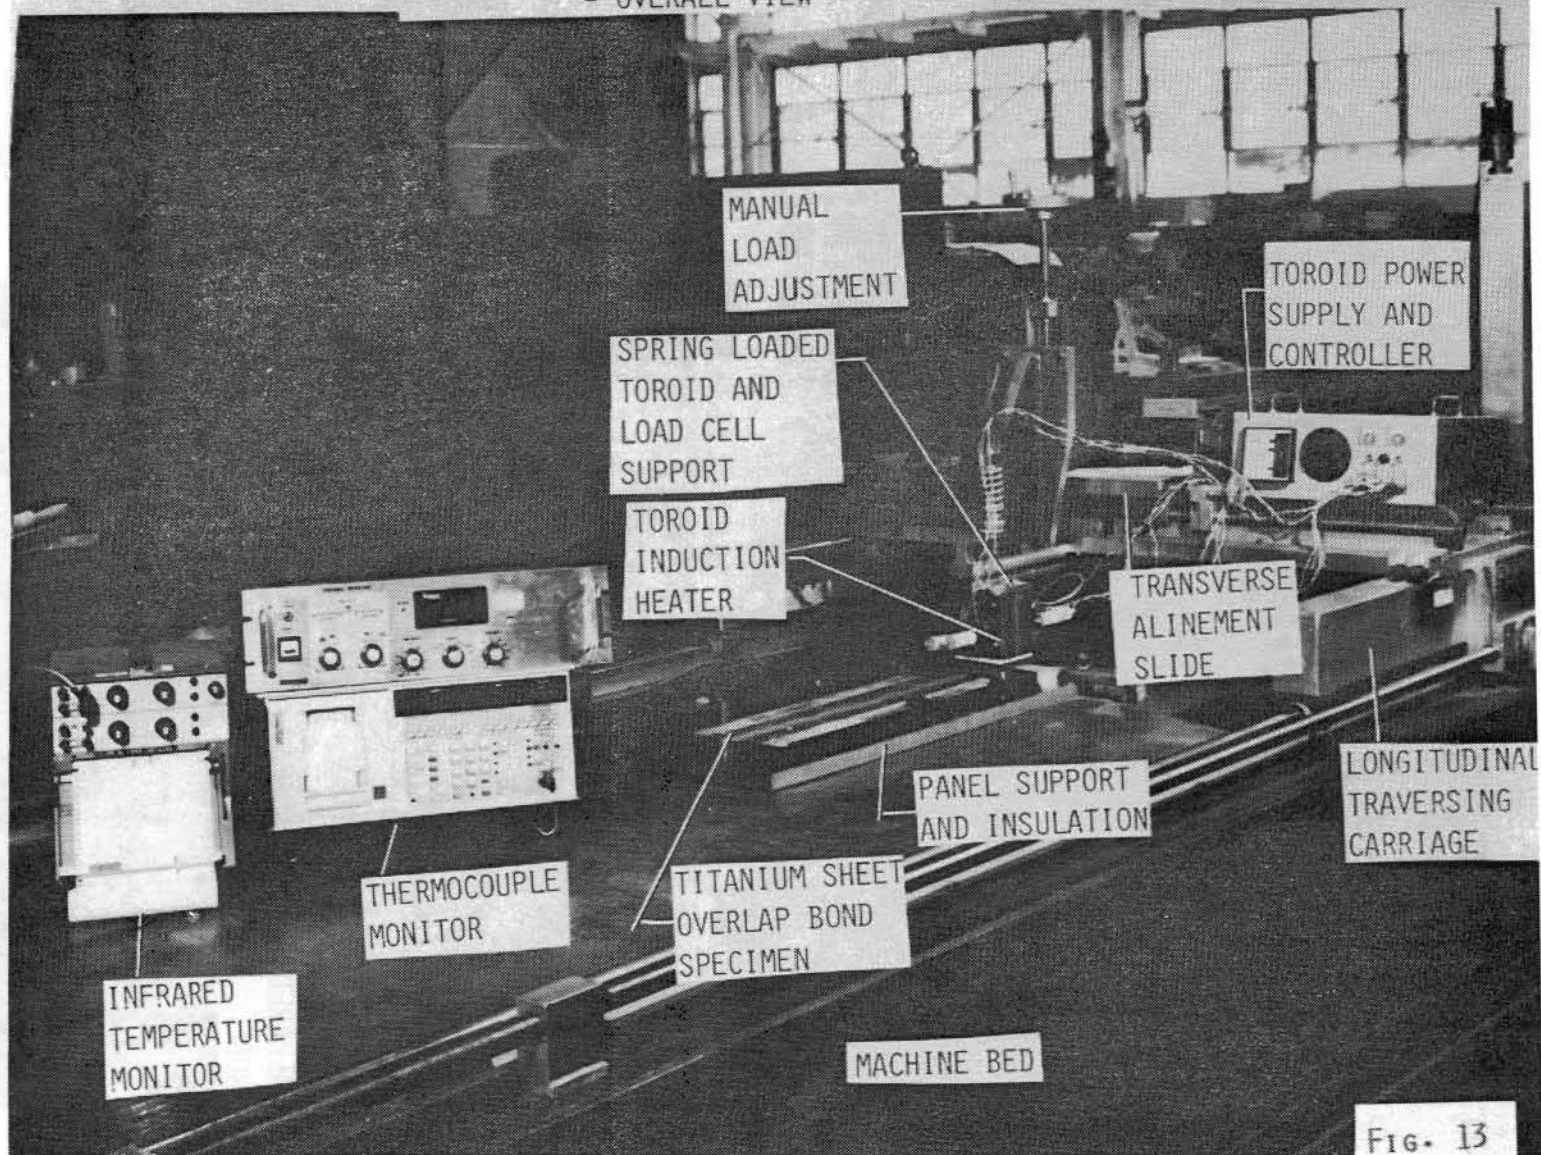 - OVERALL VIEW
MANUAL
LOAD
ADJUSTMENT
TOROID POWER
SUPPLY AND
CONTROLLER
SPRING LOADED
TOROID AND
LOAD CELL
SUPPORT
TOROID
INDUCTION
HEATER
TRANSVERSE
ALINEMENT
SLIDE
LONGITUDINAL
TRAVERSING
CARRIAGE
PANEL SUPPORT
AND INSULATION
THERMOCOUPLE
MONITOR
TITANIUM SHEET
OVERLAP BOND
SPECIMEN
INFRARED
TEMPERATURE
MONITOR
MACHINE BED
FIG. 13